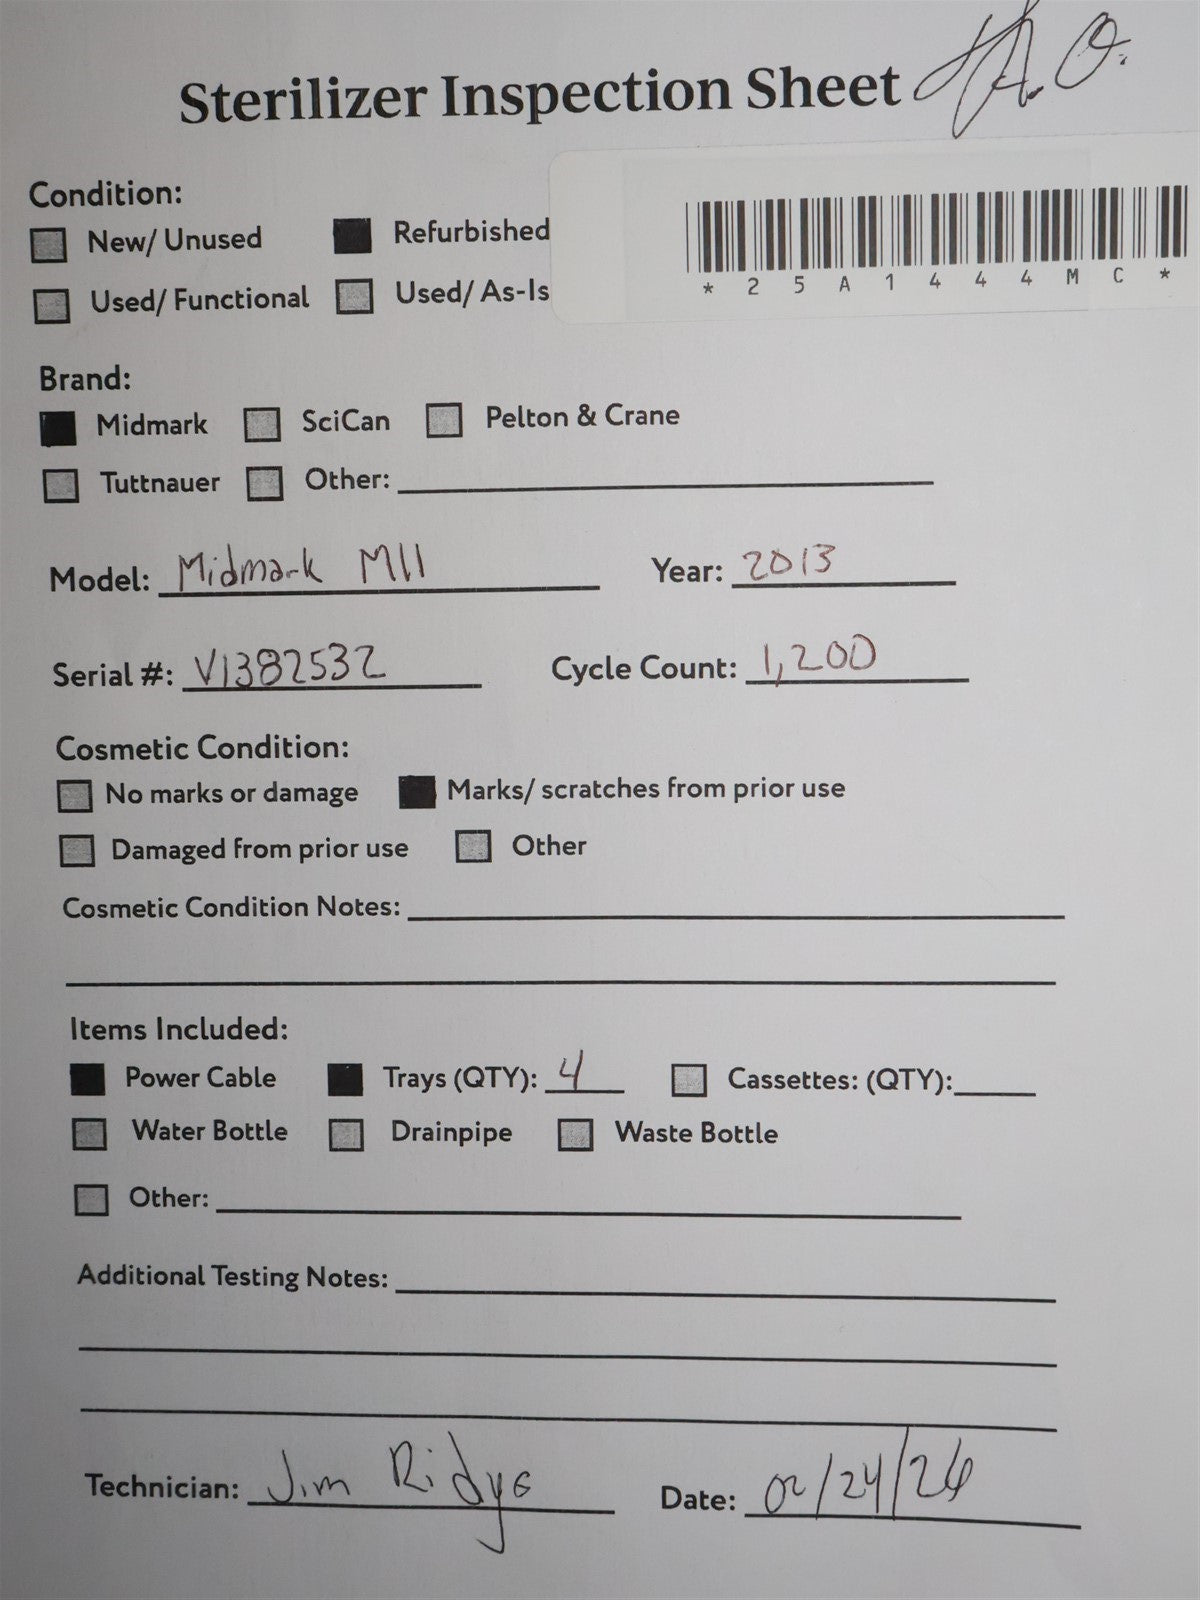 Sterilizer Inspection Sheet H.A.O.
Condition:
New/ Unused Refurbished
Used/ Functional Used/ As-Is
*25A1444MC*
Brand:
Midmark SciCan Pelton & Crane
Tuttnauer Other:
Model: Midmark M11 Year: 2013
Serial #: V1382532 Cycle Count: 1,200
Cosmetic Condition:
No marks or damage Marks/ scratches from prior use
Damaged from prior use Other
Cosmetic Condition Notes:
Items Included:
Power Cable Trays (QTY): 4 Cassettes: (QTY):
Water Bottle Drainpipe Waste Bottle
Other:
Additional Testing Notes:
Technician: Jim Date: 02/24/26